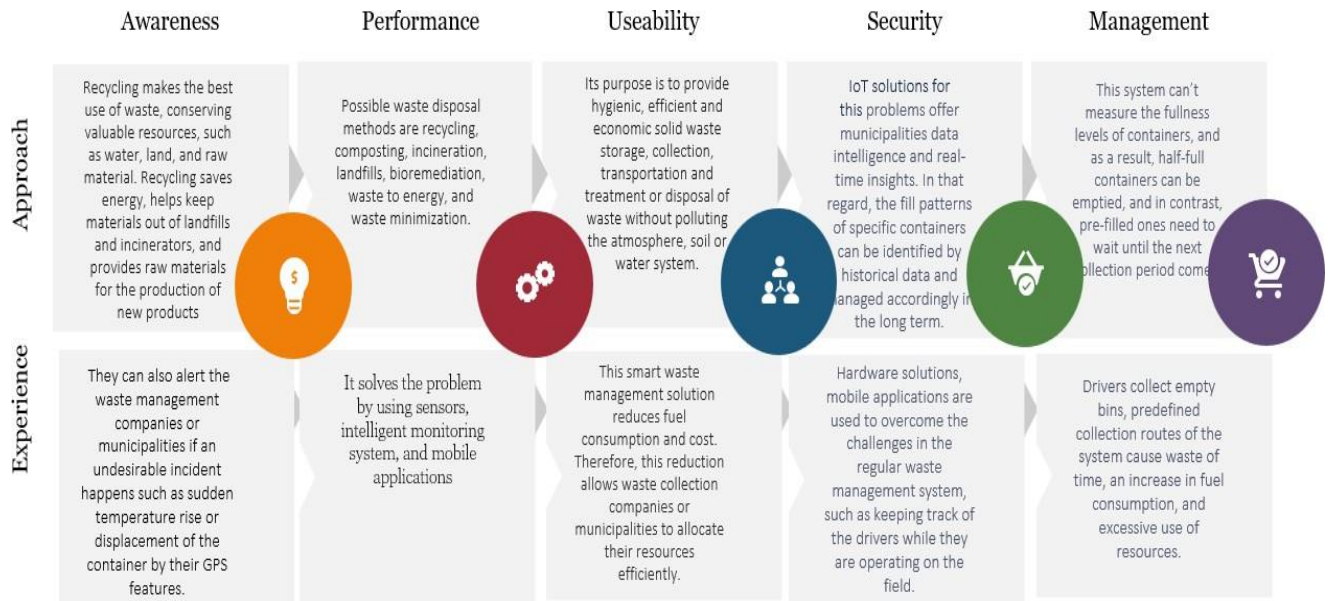 Awareness
Performance
Useability
Security
Management
Approach
Recycling makes the best
use of waste, conserving
valuable resources, such
as water, land, and raw
material. Recycling saves
energy, helps keep
materials out of landfills
and incinerators, and
provides raw materials
for the production of
new products
Possible waste disposal
methods are recycling,
composting, incineration,
landfills, bioremediation,
waste to energy, and
waste minimization.
Its purpose is to provide
hygienic, efficient and
economic solid waste
storage, collection,
transportation and
treatment or disposal of
waste without polluting
the atmosphere, soil or
water system.
IoT solutions for
this problems offer
municipalities data
intelligence and real-
time insights. In that
regard, the fill patterns
of specific containers
can be identified by
historical data and
anaged accordingly in
the long term.
This system can't
measure the fullness
levels of containers, and
as a result, half-full
containers can be
emptied, and in contrast,
pre-filled ones need to
wait until the next
ollection period come
$
Experience
They can also alert the
waste management
companies or
municipalities if an
undesirable incident
happens such as sudden
temperature rise or
displacement of the
container by their GPS
features.
It solves the problem
by using sensors,
intelligent monitoring
system, and mobile
applications
This smart waste
management solution
reduces fuel
consumption and cost.
Therefore, this reduction
allows waste collection
companies or
municipalities to allocate
their resources
efficiently.
Hardware solutions,
mobile applications are
used to overcome the
challenges in the
regular waste
management system,
such as keeping track of
the drivers while they
are operating on the
field.
Drivers collect empty
bins, predefined
collection routes of the
system cause waste of
time, an increase in fuel
consumption, and
excessive use of
resources.